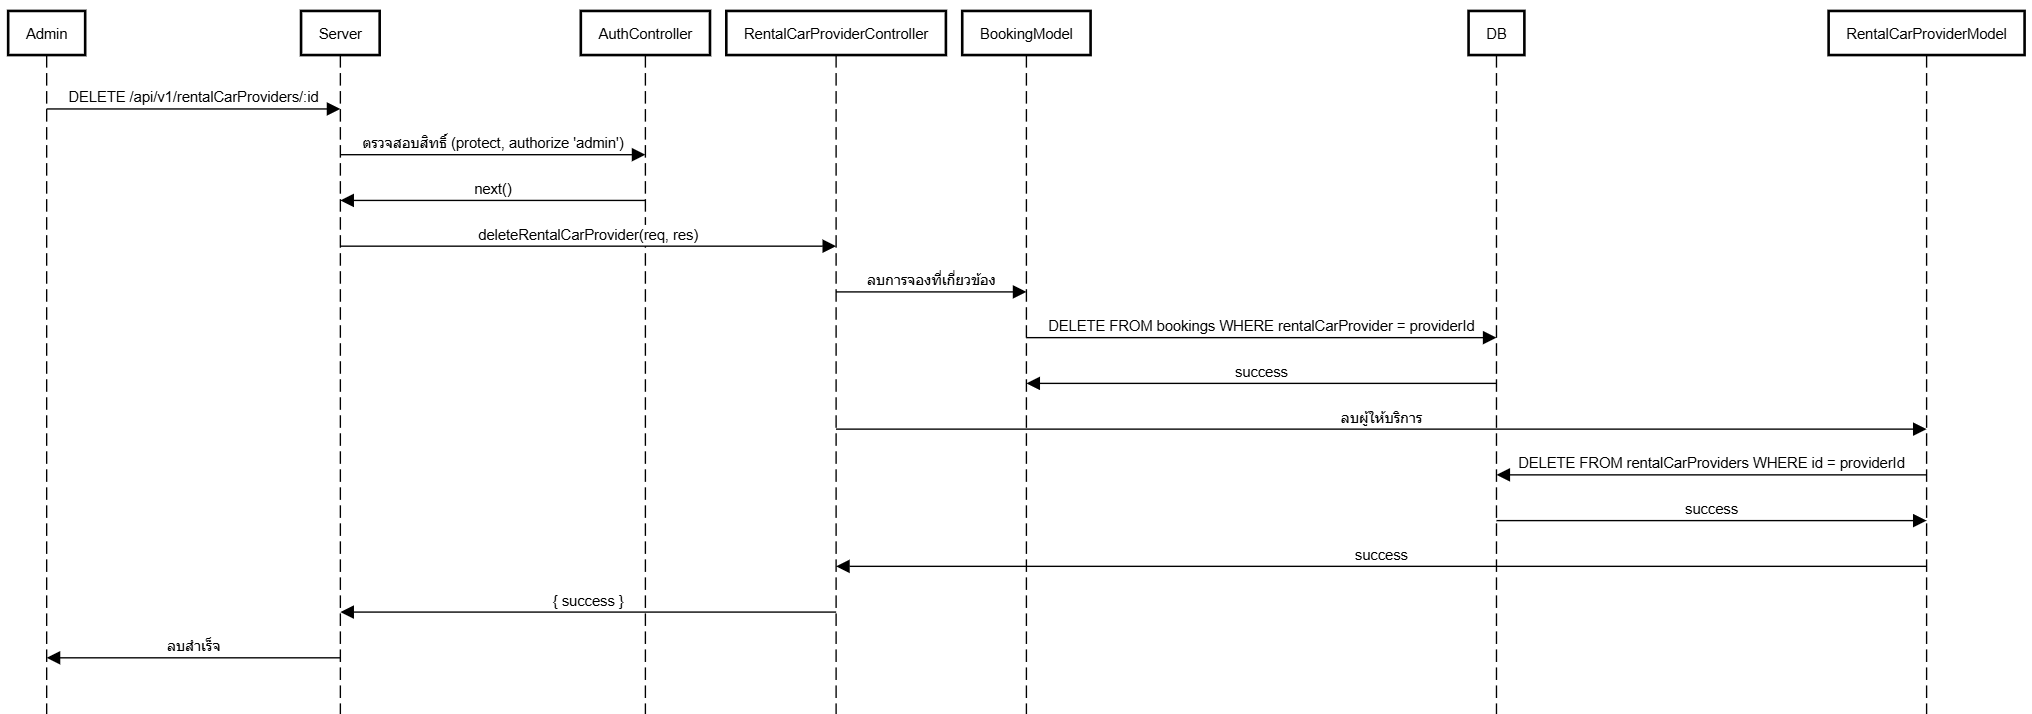 Admin
Server
AuthController
RentalCarProviderController
BookingModel
DB
RentalCarProviderModel
DELETE /api/v1/rentalCarProviders/:id
ตรวจสอบสิทธิ์ (protect, authorize 'admin')
next()
deleteRentalCarProvider(req, res)
ลบการจองที่เกี่ยวข้อง
DELETE FROM bookings WHERE rentalCarProvider = providerId
success
ลบผู้ให้บริการ
DELETE FROM rentalCarProviders WHERE id = providerId
success
success
{ success }
ลบสำเร็จ